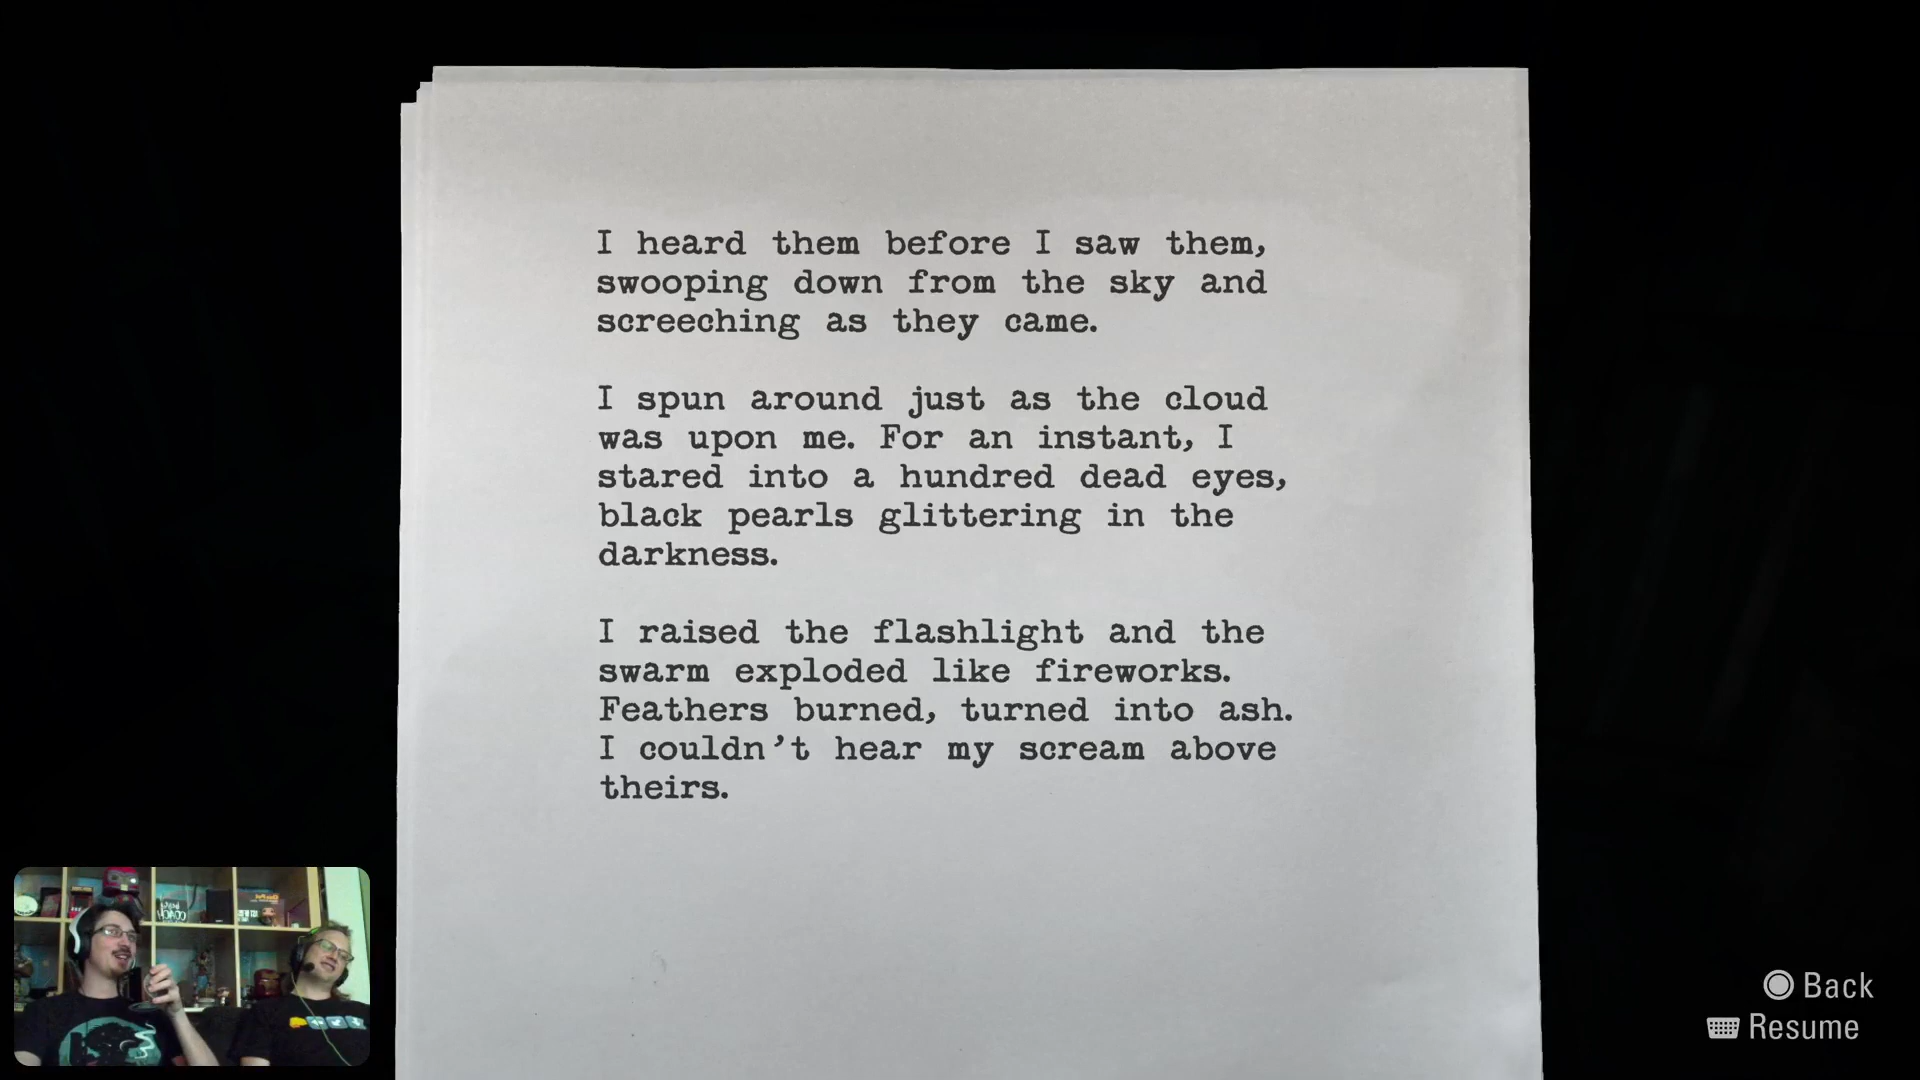 I heard them before I saw them,
swooping down from the sky and
screeching as they came.
I spun around just as the cloud
was upon me. For an instant, I
stared into a hundred dead eyes,
black pearls glittering in the
darkness.
I raised the flashlight and the
swarm exploded like fireworks.
Feathers burned, turned into ash.
I couldn’t hear my scream above
theirs.
Back
Resume